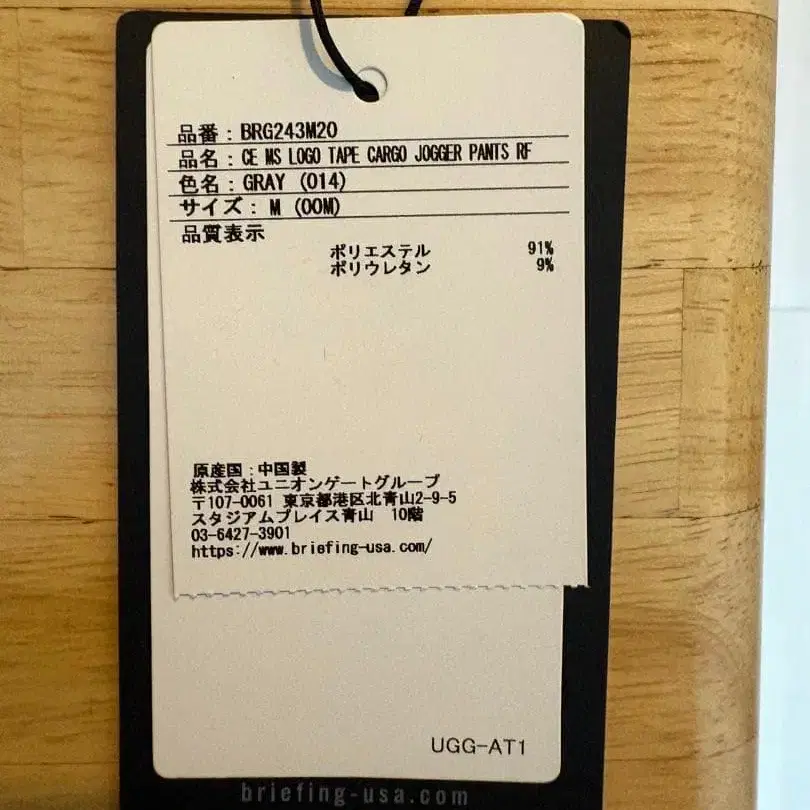 品番：BRG243M20
品名：CE MS LOGO TAPE CARGO JOGGER PANTS RF
色名：GRAY (014)
サイズ：M (00M)
品質表示
ポリエステル 91%
ポリウレタン 9%
原産国：中国製
株式会社ユニオンゲートグループ
〒107-0061 東京都港区北青山2-9-5
スタジアムプレイス青山 10階
03-6427-3901
https://www.briefing-usa.com/
UGG-AT1
briefing-usa.com